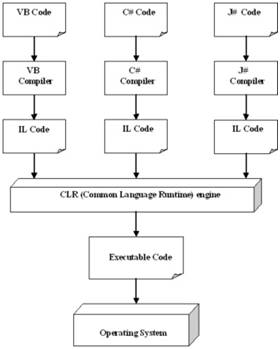 VB Code
C# Code
J# Code
VB
Compiler
C#
Compiler
J#
Compiler
IL Code
IL Code
IL Code
CLR (Common Language Runtime) engine
Executable Code
Operating System